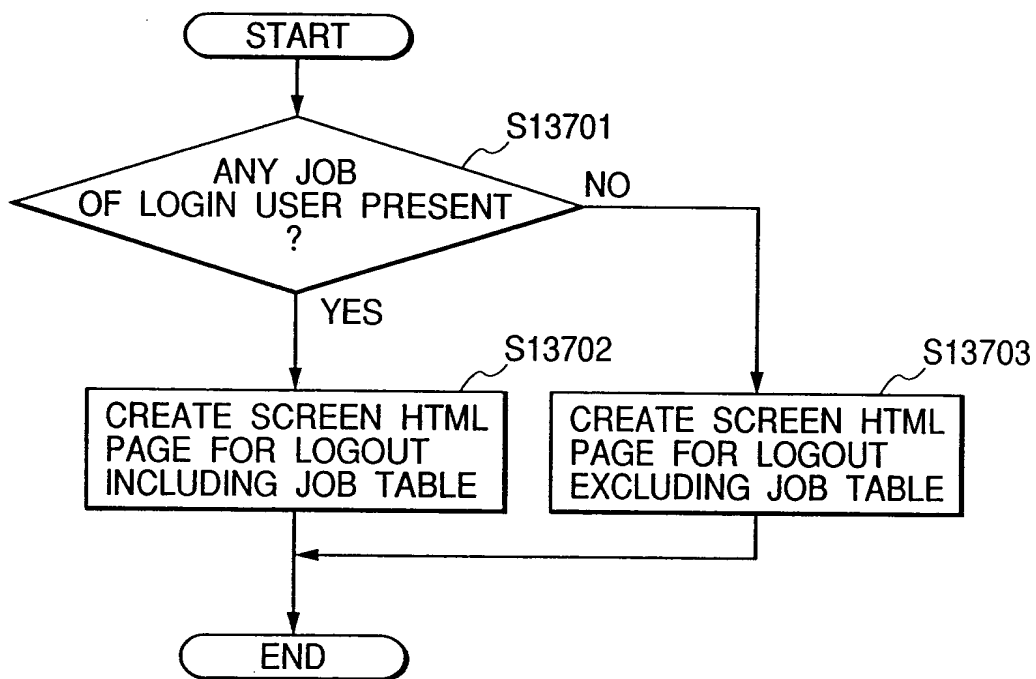 START
S13701
ANY JOB
OF LOGIN USER PRESENT
?
NO
YES
S13702
CREATE SCREEN HTML
PAGE FOR LOGOUT
INCLUDING JOB TABLE
S13703
CREATE SCREEN HTML
PAGE FOR LOGOUT
EXCLUDING JOB TABLE
END